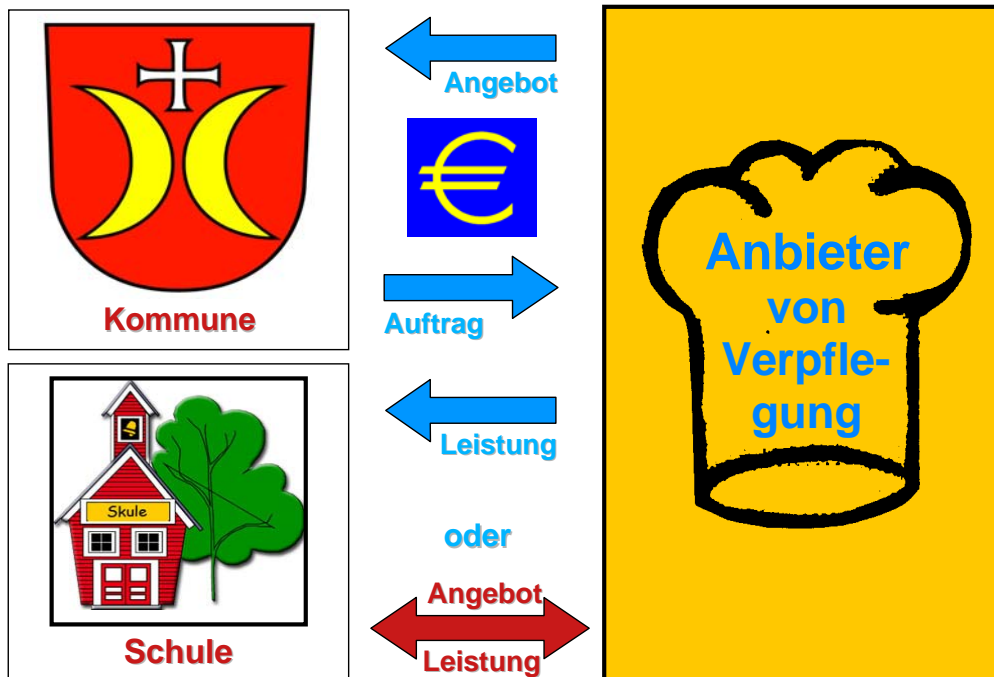 Kommune
Skule
Schule
Angebot
€
Auftrag
Leistung
oder
Angebot
Leistung
Anbieter
von
Verpfle-
gung